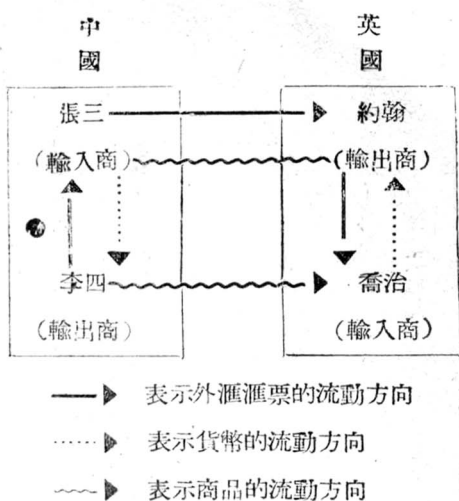 中國 英國
張三 約翰
(輸入商) (輸出商)
李四 喬治
(輸出商) (輸入商)
表示外滙滙票的流動方向
表示貨幣的流動方向
表示商品的流動方向